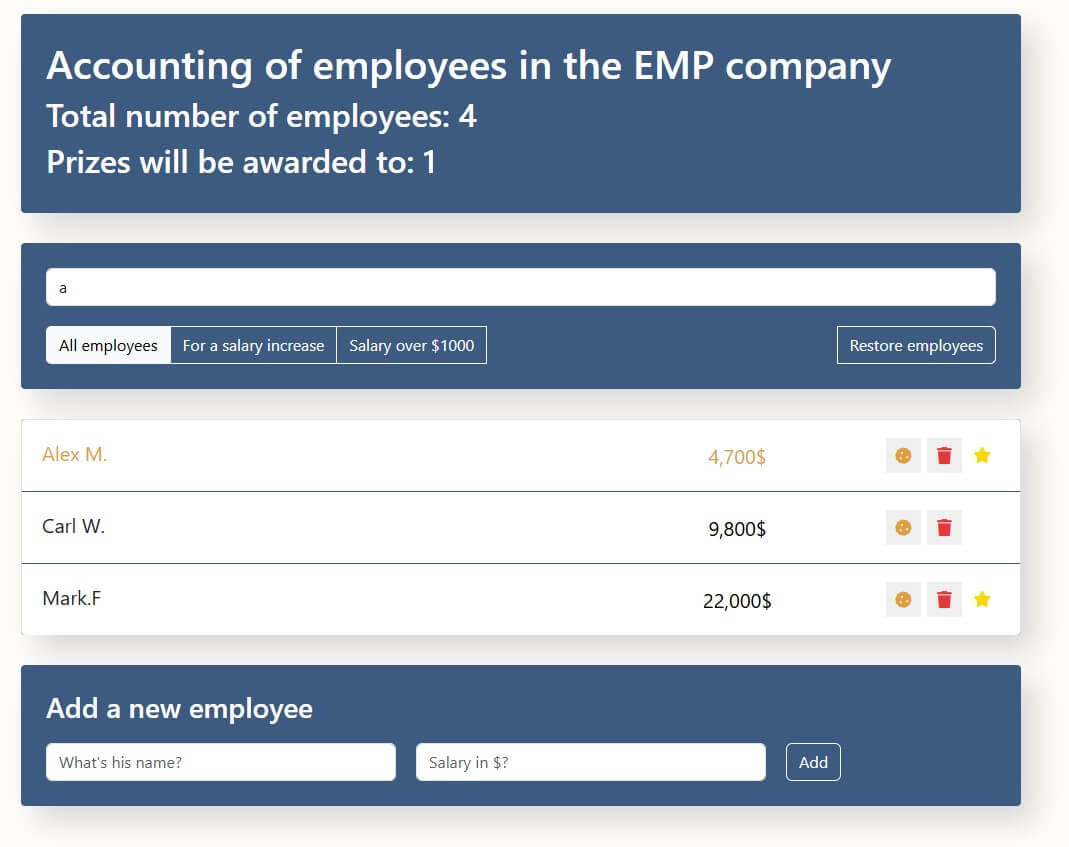 Accounting of employees in the EMP company
Total number of employees: 4
Prizes will be awarded to: 1
a
All employees For a salary increase Salary over $1000 Restore employees
Alex M. 4,700$
Carl W. 9,800$
Mark.F 22,000$
Add a new employee
What's his name? Salary in $? Add